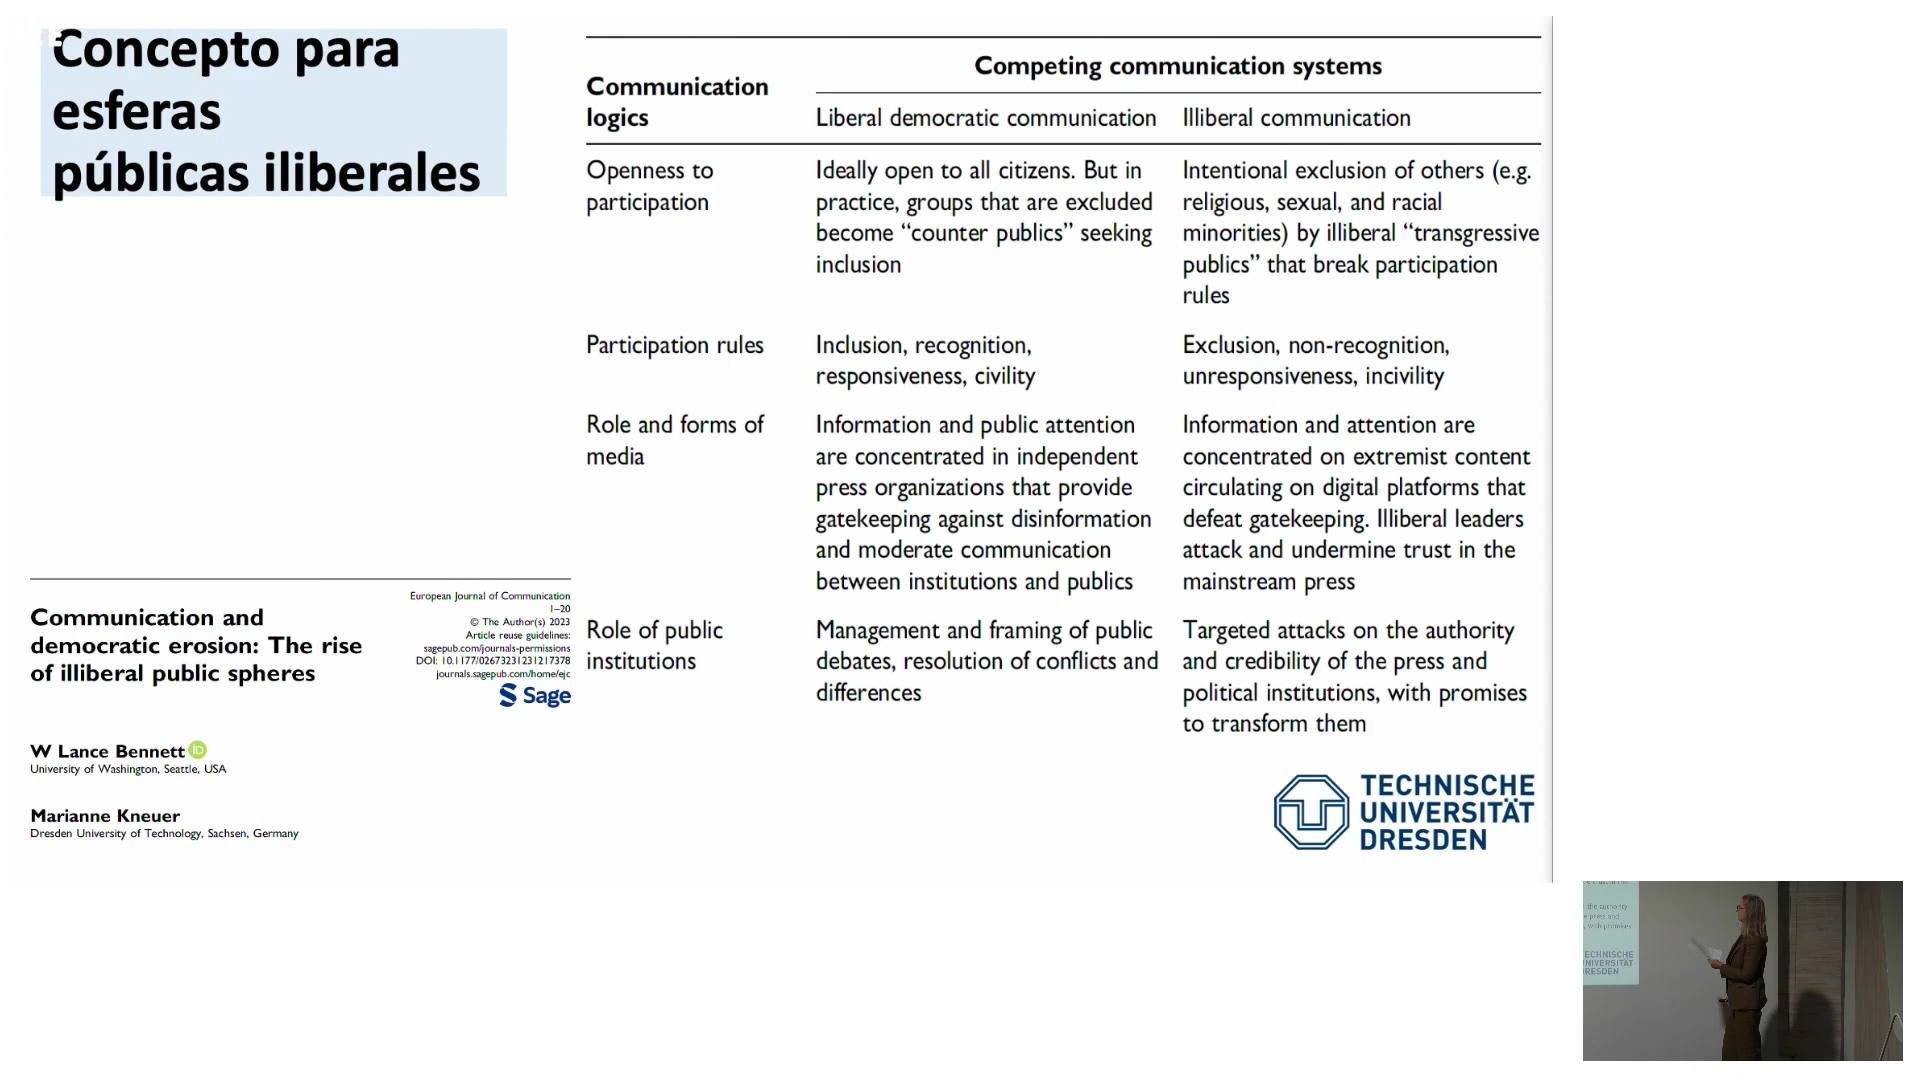 Concepto para
esferas
públicas iliberales
Communication
logics
Competing communication systems
Liberal democratic communication
Illiberal communication
Openness to
participation
Ideally open to all citizens. But in
practice, groups that are excluded
become “counter publics” seeking
inclusion
Intentional exclusion of others (e.g.
religious, sexual, and racial
minorities) by illiberal “transgressive
publics” that break participation
rules
Participation rules
Inclusion, recognition,
responsiveness, civility
Exclusion, non-recognition,
unresponsiveness, incivility
Role and forms of
media
Information and public attention
are concentrated in independent
press organizations that provide
gatekeeping against disinformation
and moderate communication
between institutions and publics
Information and attention are
concentrated on extremist content
circulating on digital platforms that
defeat gatekeeping. Illiberal leaders
attack and undermine trust in the
mainstream press
Role of public
institutions
Management and framing of public
debates, resolution of conflicts and
differences
Targeted attacks on the authority
and credibility of the press and
political institutions, with promises
to transform them
Communication and
democratic erosion: The rise
of illiberal public spheres
European Journal of Communication
1–20
© The Author(s) 2023
Article reuse guidelines:
sagepub.com/journals-permissions
DOI: 10.1177/02673231231217378
journals.sagepub.com/home/ejc
Sage
W Lance Bennett iD
University of Washington, Seattle, USA
Marianne Kneuer
Dresden University of Technology, Sachsen, Germany
TECHNISCHE
UNIVERSITÄT
DRESDEN
the authority
press and
with promises
ECHNISCHE
NIVERSITÄT
RESDEN